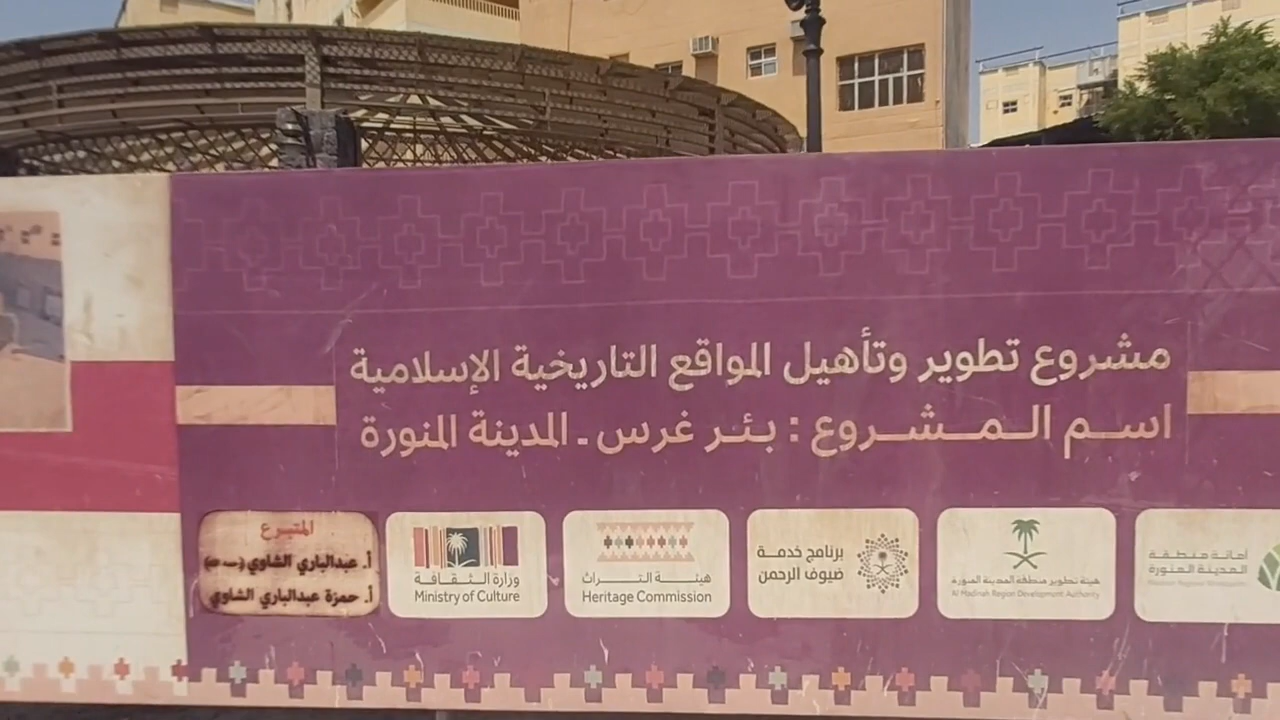 مشروع تطوير وتأهيل المواقع التاريخية الإسلامية
اسم المشروع : بئر غرس - المدينة المنورة
أمانة منطقة
المدينة المنورة
هيئة تطوير منطقة المدينة المنورة
Al Madinah Region Development Authority
برنامج خدمة
ضيوف الرحمن
هيئة التراث
Heritage Commission
وزارة الثقافة
Ministry of Culture
المتبرع
أ. عبدالباري الشاوي
أ. حمزة عبدالباري الشاوي